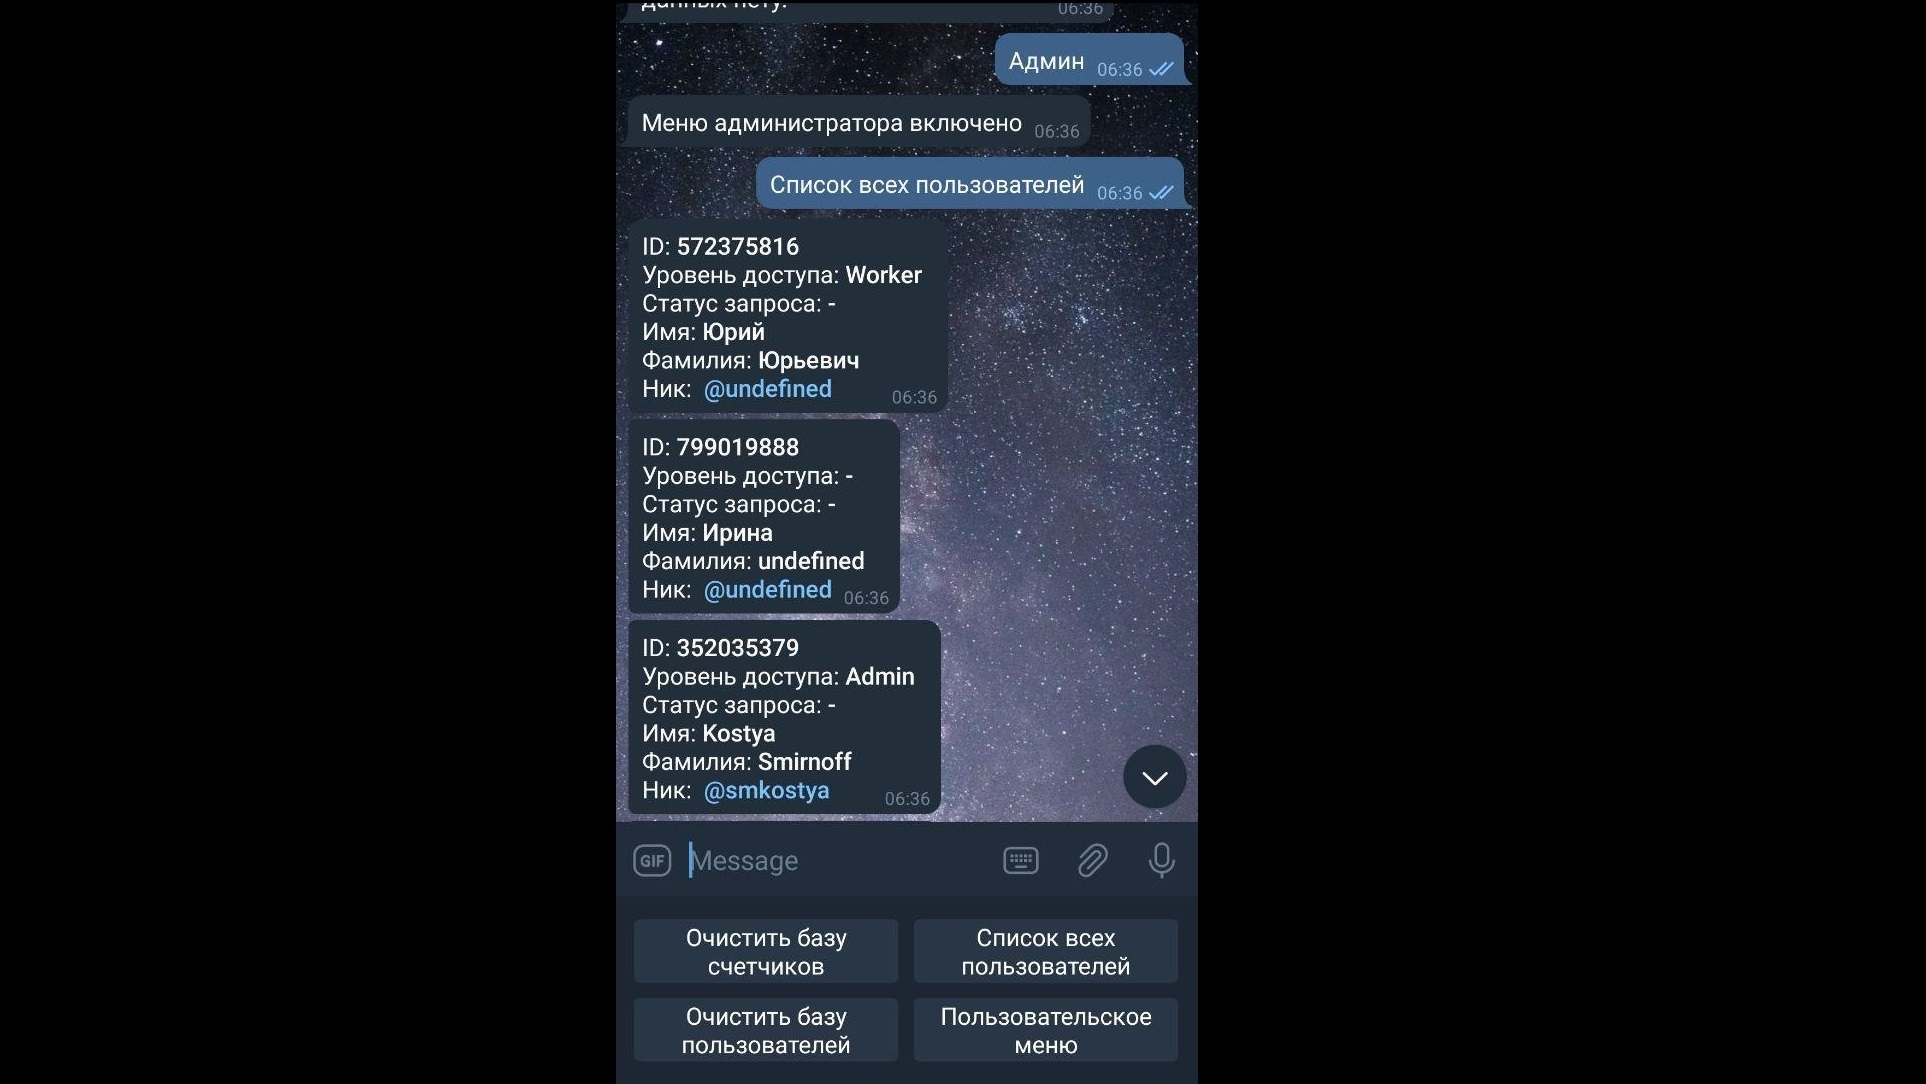 данных нету.
06:36
Админ 06:36
Меню администратора включено 06:36
Список всех пользователей 06:36
ID: 572375816
Уровень доступа: Worker
Статус запроса: -
Имя: Юрий
Фамилия: Юрьевич
Ник: @undefined 06:36
ID: 799019888
Уровень доступа: -
Статус запроса: -
Имя: Ирина
Фамилия: undefined
Ник: @undefined 06:36
ID: 352035379
Уровень доступа: Admin
Статус запроса: -
Имя: Kostya
Фамилия: Smirnoff
Ник: @smkostya 06:36
GIF Message
Очистить базу
счетчиков
Список всех
пользователей
Очистить базу
пользователей
Пользовательское
меню